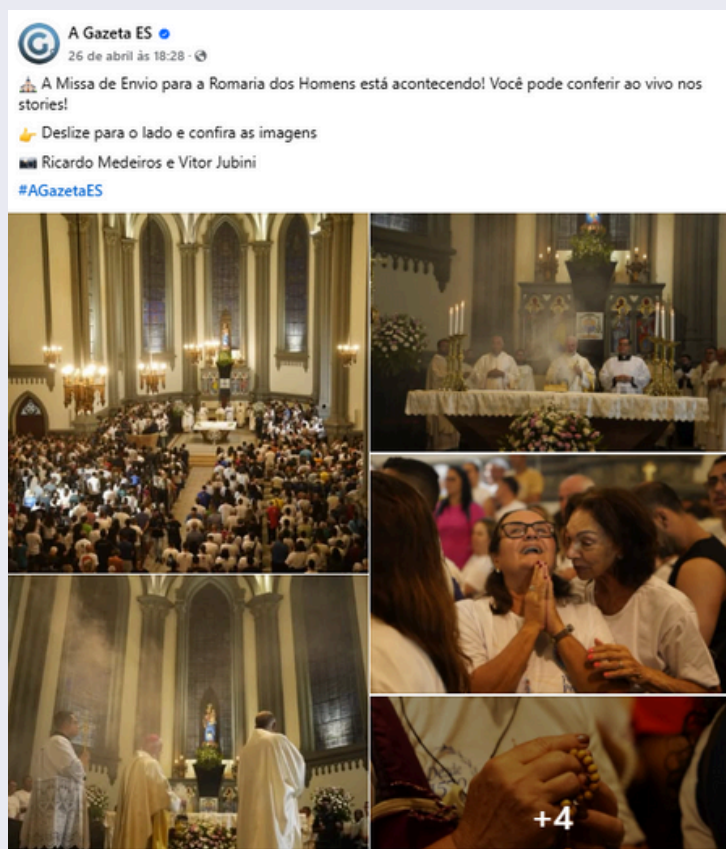 A Gazeta ES
26 de abril às 18:28 ·
⛪ A Missa de Envio para a Romaria dos Homens está acontecendo! Você pode conferir ao vivo nos
stories!
👉 Deslize para o lado e confira as imagens
📷 Ricardo Medeiros e Vitor Jubini
#AGazetaES
+4